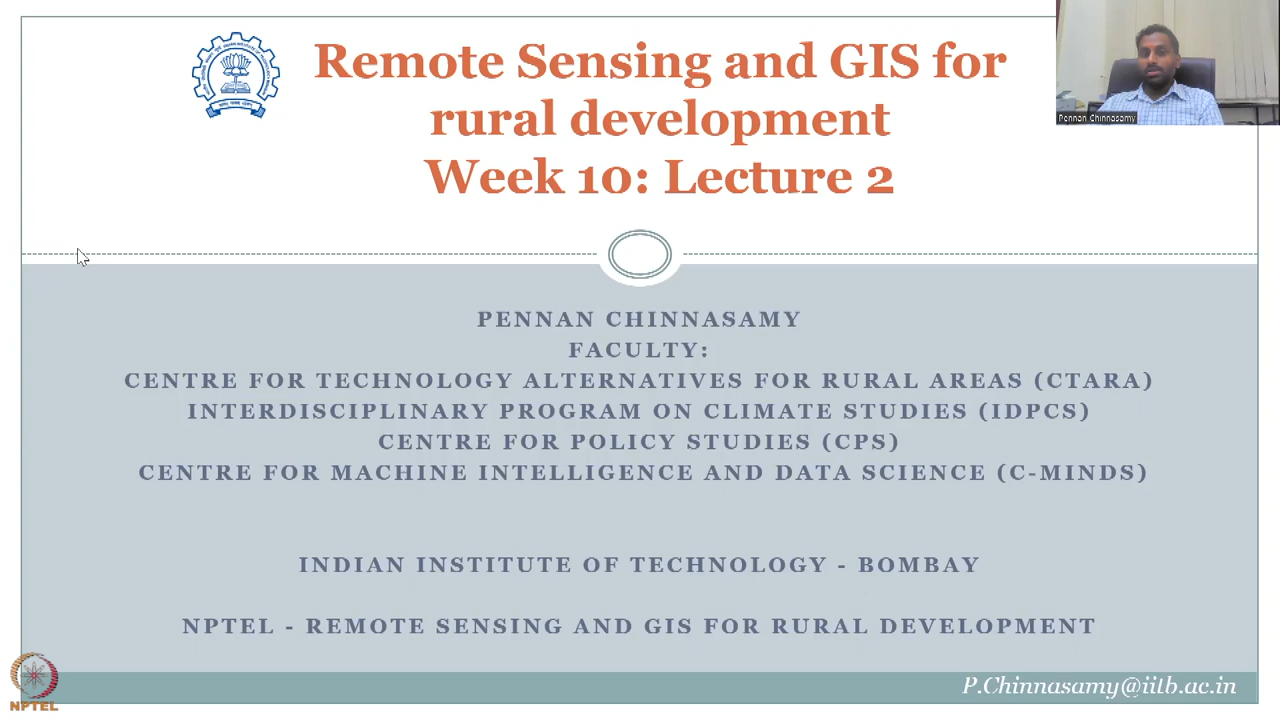 Remote Sensing and GIS for
rural development
Week 10: Lecture 2
Pennan Chinnasamy
PENNAN CHINNASAMY
FACULTY:
CENTRE FOR TECHNOLOGY ALTERNATIVES FOR RURAL AREAS (CTARA)
INTERDISCIPLINARY PROGRAM ON CLIMATE STUDIES (IDPCS)
CENTRE FOR POLICY STUDIES (CPS)
CENTRE FOR MACHINE INTELLIGENCE AND DATA SCIENCE (C-MINDS)
INDIAN INSTITUTE OF TECHNOLOGY - BOMBAY
NPTEL - REMOTE SENSING AND GIS FOR RURAL DEVELOPMENT
P.Chinnasamy@iitb.ac.in
NPTEL